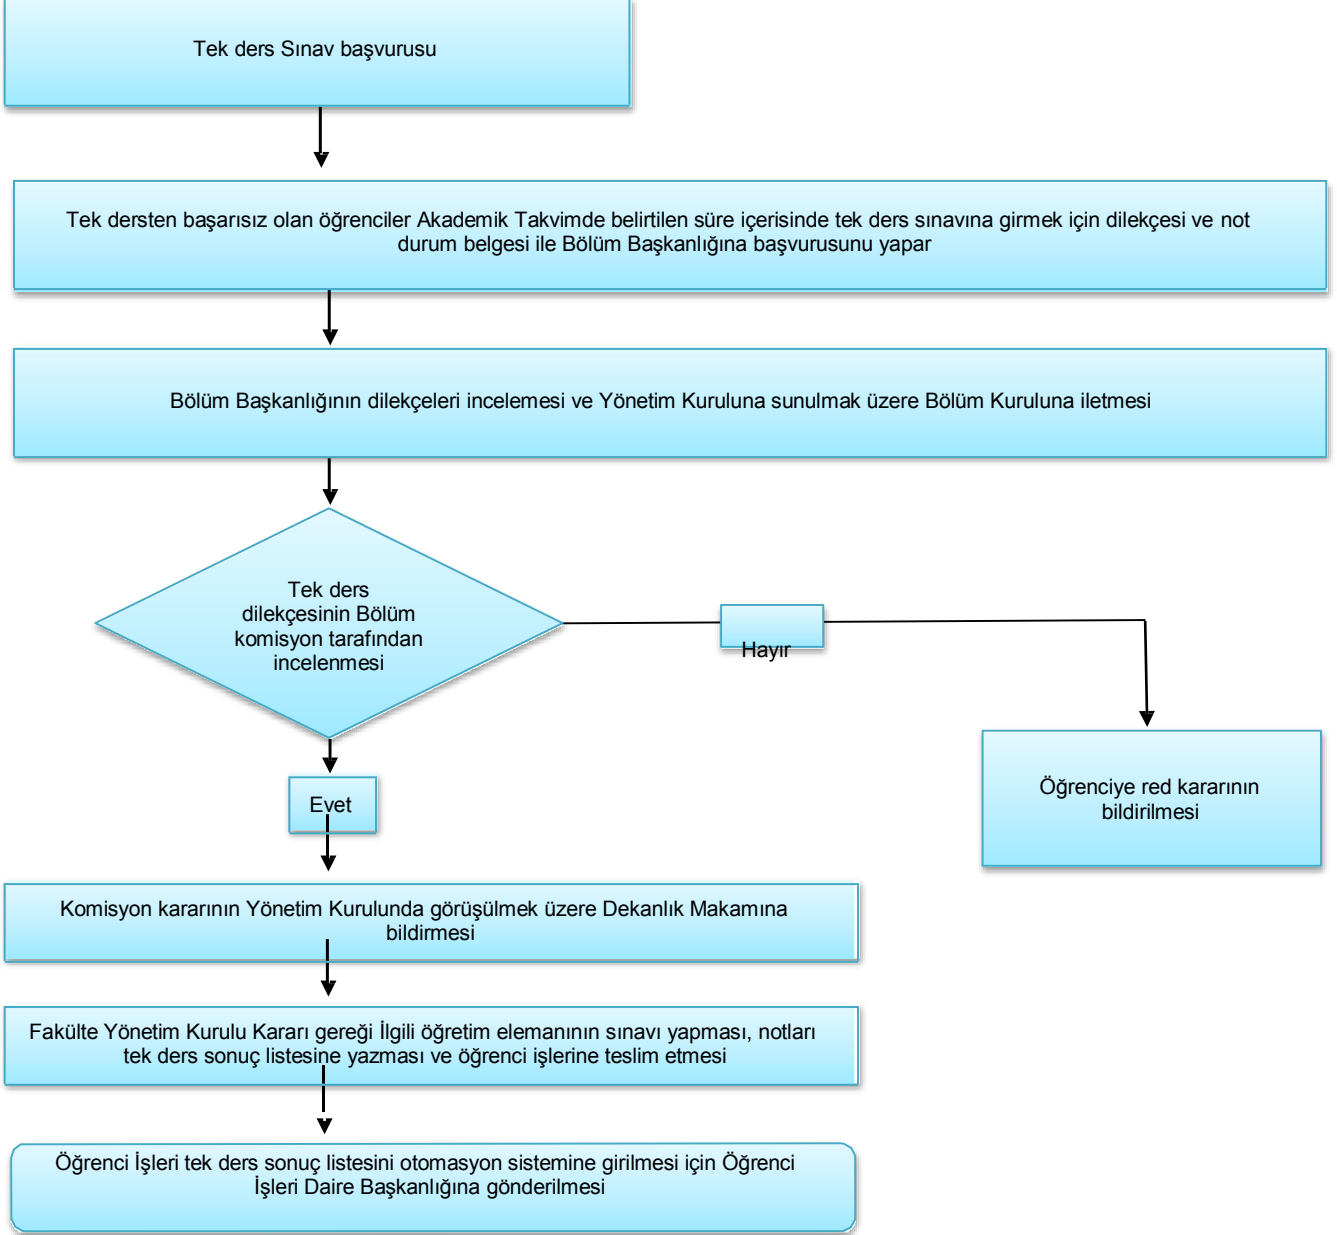 Tek ders Sınav başvurusu
Tek dersten başarısız olan öğrenciler Akademik Takvimde belirtilen süre içerisinde tek ders sınavına girmek için dilekçesi ve not
durum belgesi ile Bölüm Başkanlığına başvurusunu yapar
Bölüm Başkanlığının dilekçeleri incelemesi ve Yönetim Kuruluna sunulmak üzere Bölüm Kuruluna iletmesi
Tek ders
dilekçesinin Bölüm
komisyon tarafından
incelenmesi
Hayır
Öğrenciye red kararının
bildirilmesi
Evet
Komisyon kararının Yönetim Kurulunda görüşülmek üzere Dekanlık Makamına
bildirmesi
Fakülte Yönetim Kurulu Kararı gereği İlgili öğretim elemanının sınavı yapması, notları
tek ders sonuç listesine yazması ve öğrenci işlerine teslim etmesi
Öğrenci İşleri tek ders sonuç listesini otomasyon sistemine girilmesi için Öğrenci
İşleri Daire Başkanlığına gönderilmesi